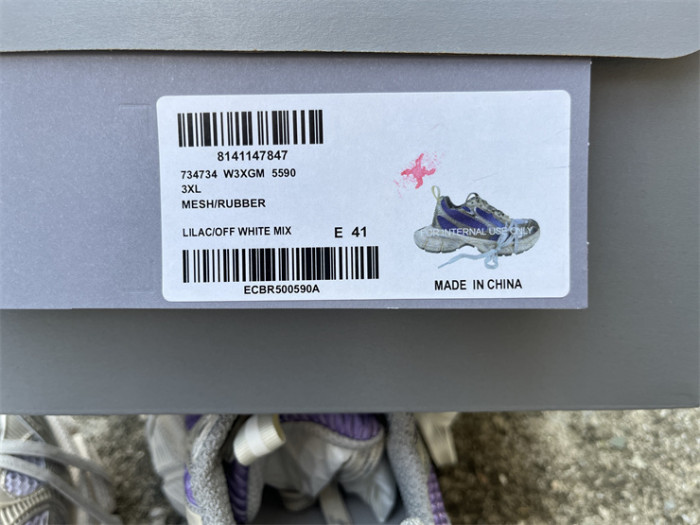 8141147847
734734 W3XGM 5590
3XL
MESH/RUBBER
LILAC/OFF WHITE MIX E 41
ECBR500590A
FOR INTERNAL USE ONLY
MADE IN CHINA